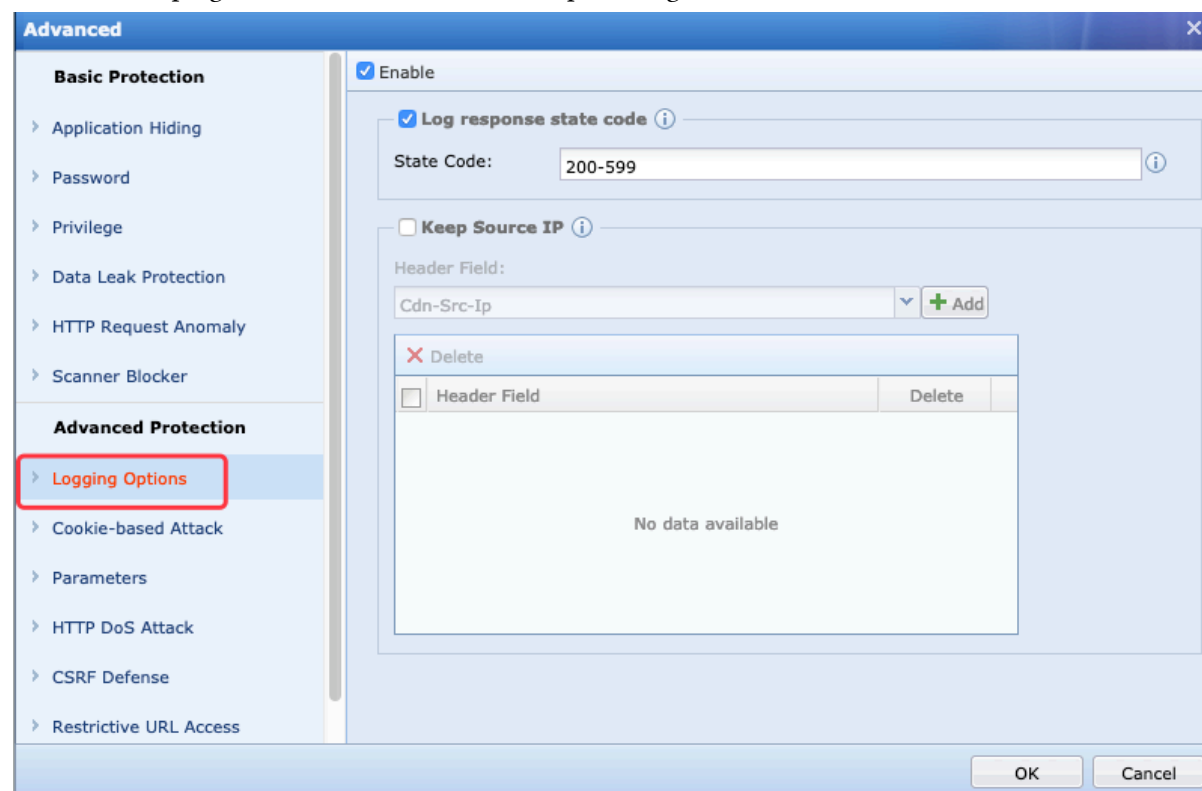 Advanced
Basic Protection
Application Hiding
Password
Privilege
Data Leak Protection
HTTP Request Anomaly
Scanner Blocker
Advanced Protection
Logging Options
Cookie-based Attack
Parameters
HTTP DoS Attack
CSRF Defense
Restrictive URL Access
Enable
Log response state code
State Code: 200-599
Keep Source IP
Header Field:
Cdn-Src-Ip Add
Delete
Header Field Delete
No data available
OK Cancel